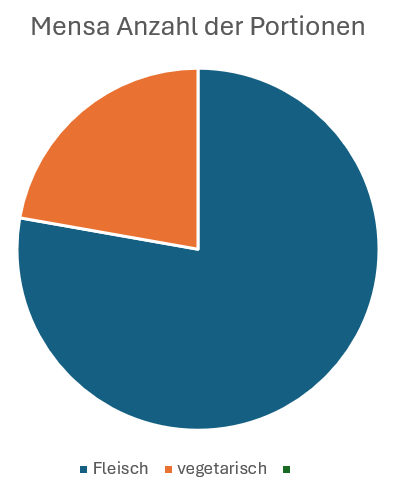 Mensa Anzahl der Portionen
Fleisch vegetarisch